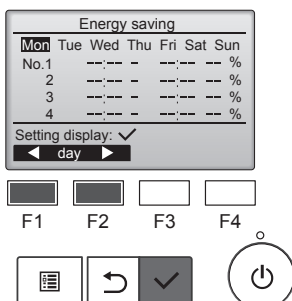 Energy saving
Mon Tue Wed Thu Fri Sat Sun
No.1 --:-- - --:-- -- %
2 --:-- - --:-- -- %
3 --:-- - --:-- -- %
4 --:-- - --:-- -- %
Setting display: ✓
◀ day ▶
F1 F2 F3 F4